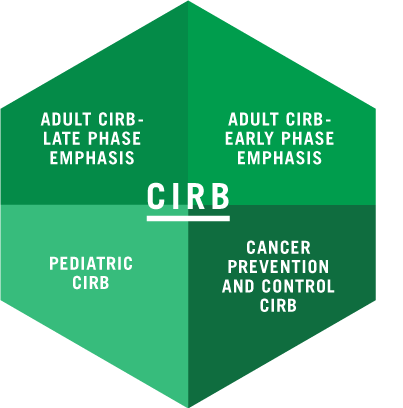 ADULT CIRB-
LATE PHASE
EMPHASIS
ADULT CIRB-
EARLY PHASE
EMPHASIS
CIRB
PEDIATRIC
CIRB
CANCER
PREVENTION
AND CONTROL
CIRB